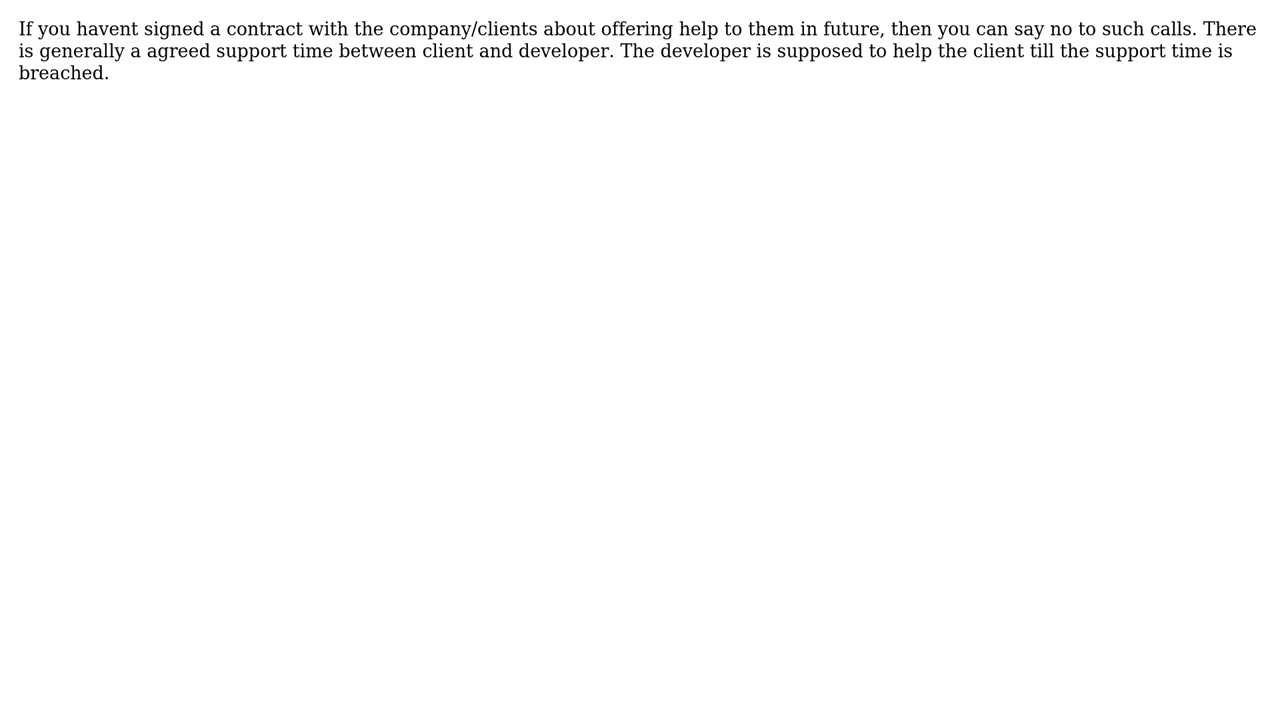 If you havent signed a contract with the company/clients about offering help to them in future, then you can say no to such calls. There
is generally a agreed support time between client and developer. The developer is supposed to help the client till the support time is
breached.